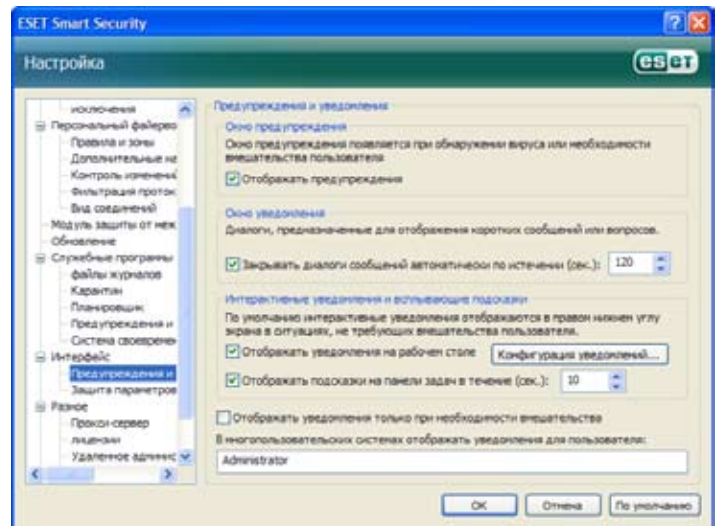 ESET Smart Security
Настройка
eset
исключения
Персональный файерво
Правила и зоны
Дополнительные на
Контроль изменений
Фильтрация проток
Вид соединений
Модуль защиты от неж
Обновление
Служебные программы
файлы журналов
Карантин
Планировщик
Предупреждения и
Система своевремен
Интерфейс
Предупреждения и
Защита параметров
Разное
Прокси-сервер
лицензии
Удаленное админис
Предупреждения и уведомления
Окно предупреждения
Окно предупреждения появляется при обнаружении вируса или необходимости
вмешательства пользователя
Отображать предупреждения
Окно уведомления
Диалоги, предназначенные для отображения коротких сообщений или вопросов.
Закрывать диалоги сообщений автоматически по истечении (сек.): 120
Интерактивные уведомления и всплывающие подсказки
По умолчанию интерактивные уведомления отображаются в правом нижнем углу
экрана в ситуациях, не требующих вмешательства пользователя.
Отображать уведомления на рабочем столе Конфигурация уведомлений...
Отображать подсказки на панели задач в течение (сек.): 10
Отображать уведомления только при необходимости вмешательства
В многопользовательских системах отображать уведомления для пользователя:
Administrator
OK Отмена По умолчанию